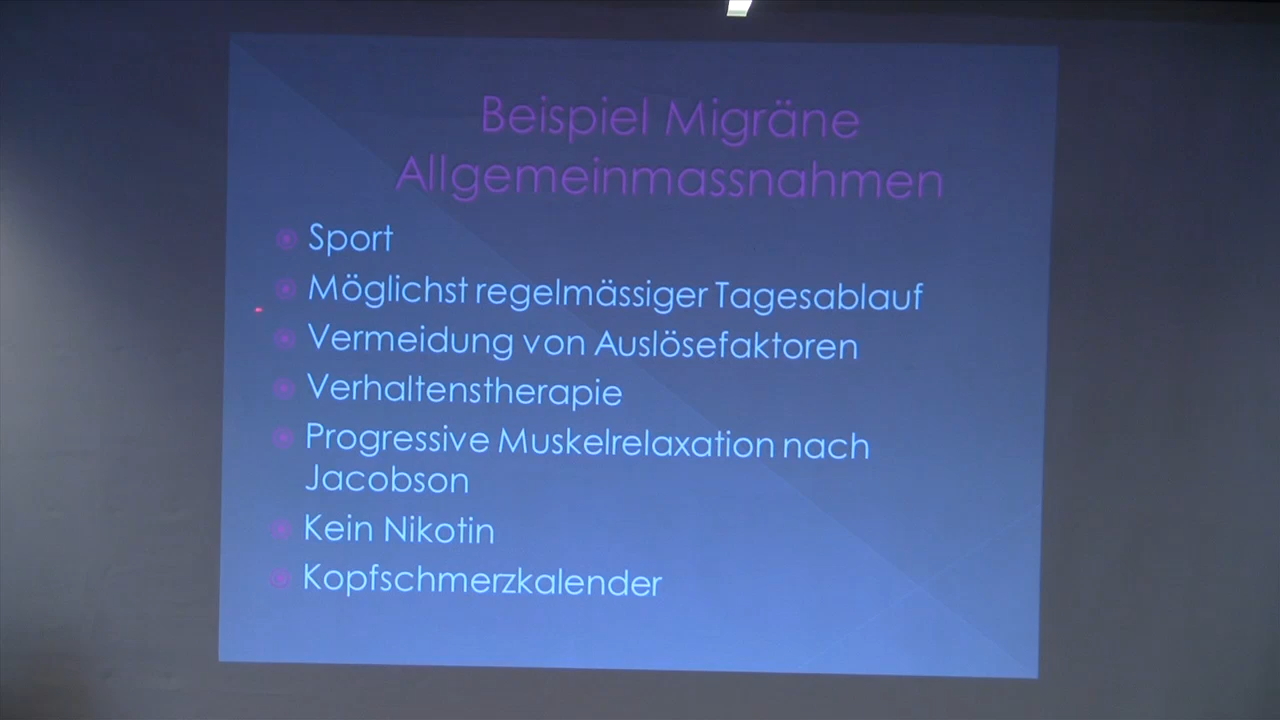 Beispiel Migräne
Allgemeinmassnahmen
Sport
Möglichst regelmässiger Tagesablauf
Vermeidung von Auslösefaktoren
Verhaltenstherapie
Progressive Muskelrelaxation nach
Jacobson
Kein Nikotin
Kopfschmerzkalender